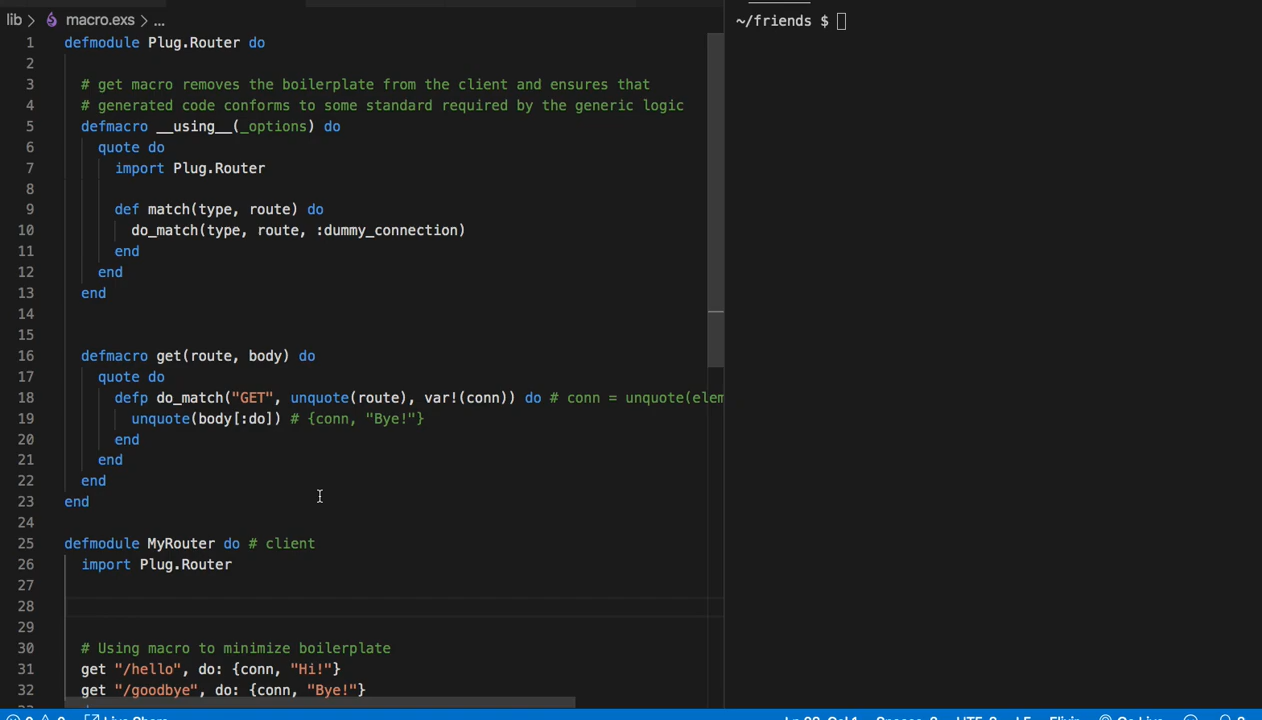 lib > macro.exs > ...
1 defmodule Plug.Router do
2
3 # get macro removes the boilerplate from the client and ensures that
4 # generated code conforms to some standard required by the generic logic
5 defmacro __using__(_options) do
6 quote do
7 import Plug.Router
8
9 def match(type, route) do
10 do_match(type, route, :dummy_connection)
11 end
12 end
13 end
14
15
16 defmacro get(route, body) do
17 quote do
18 defp do_match("GET", unquote(route), var!(conn)) do # conn = unquote(elem
19 unquote(body[:do]) # {conn, "Bye!"}
20 end
21 end
22 end
23 end
24
25 defmodule MyRouter do # client
26 import Plug.Router
27
28
29
30 # Using macro to minimize boilerplate
31 get "/hello", do: {conn, "Hi!"}
32 get "/goodbye", do: {conn, "Bye!"}
~/friends $